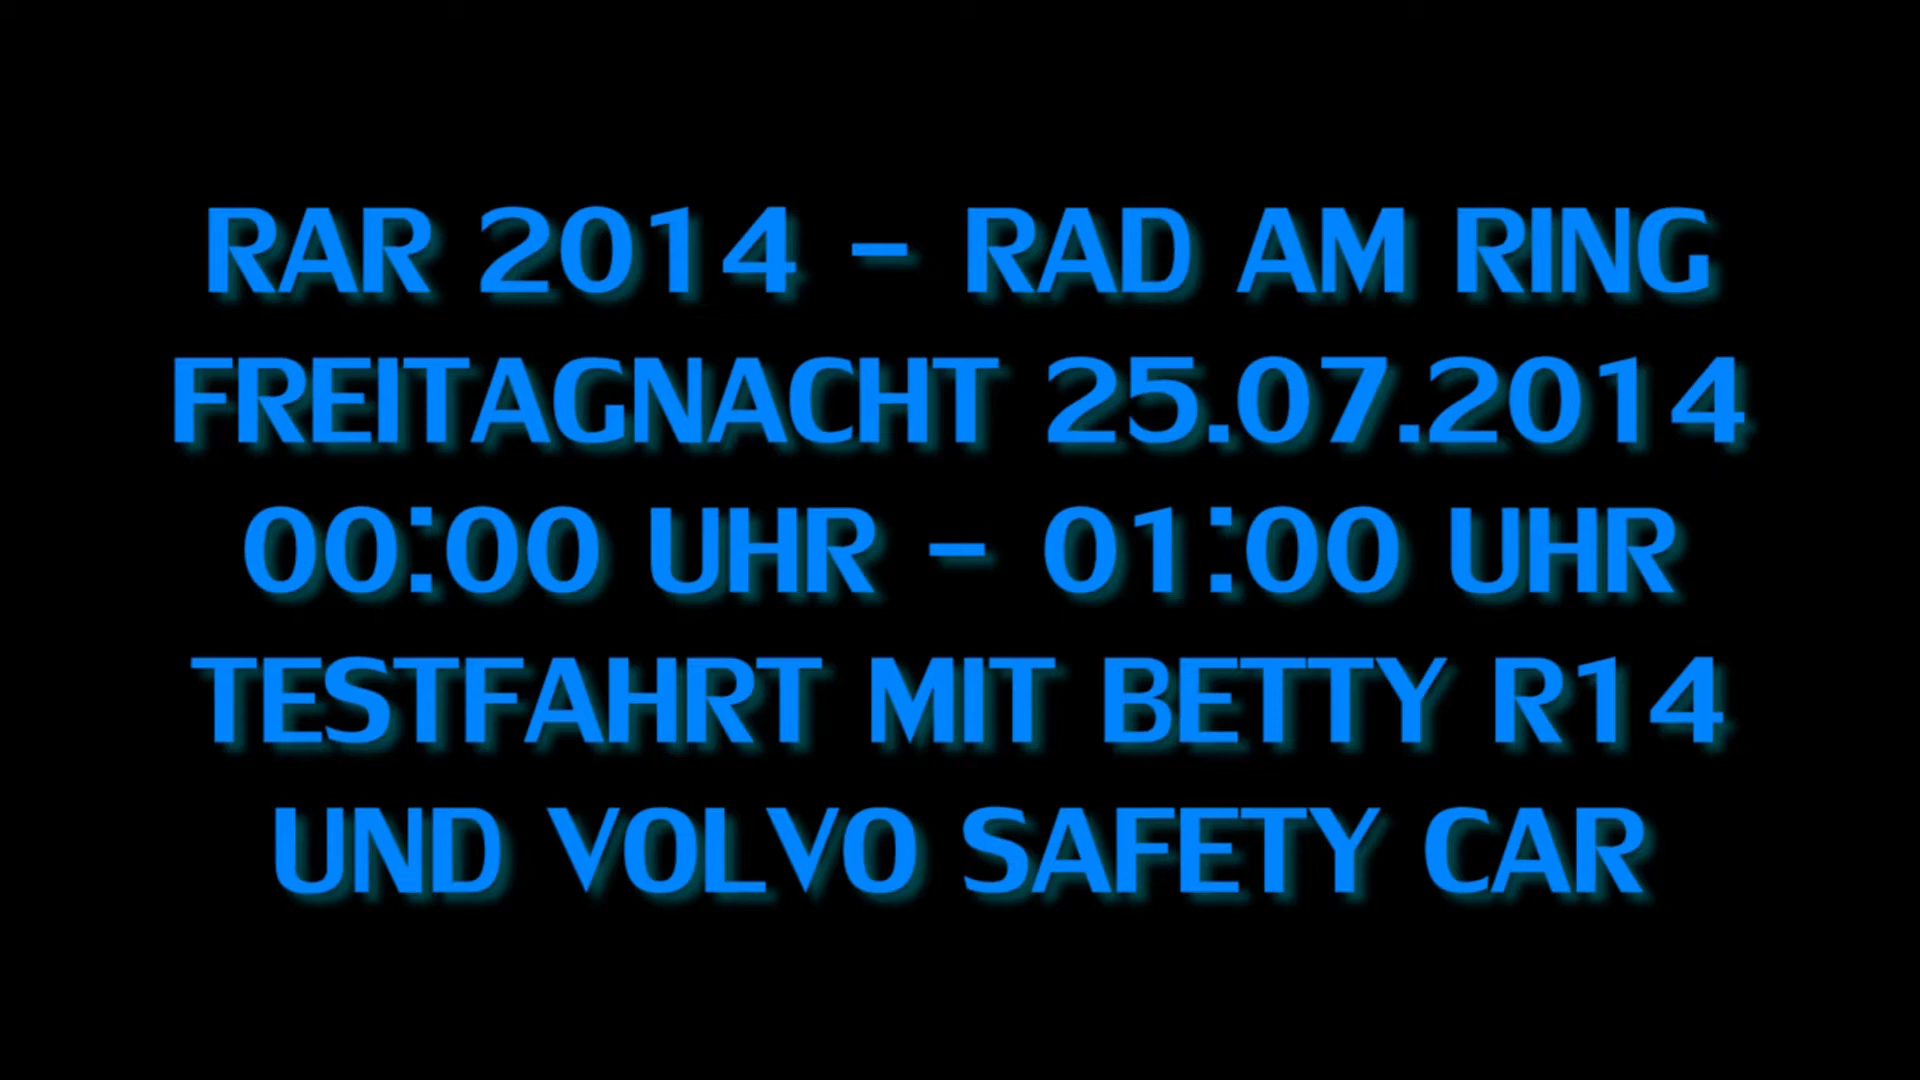 RAR 2014 - RAD AM RING
FREITAGNACHT 25.07.2014
00:00 UHR - 01:00 UHR
TESTFAHRT MIT BETTY R14
UND VOLVO SAFETY CAR